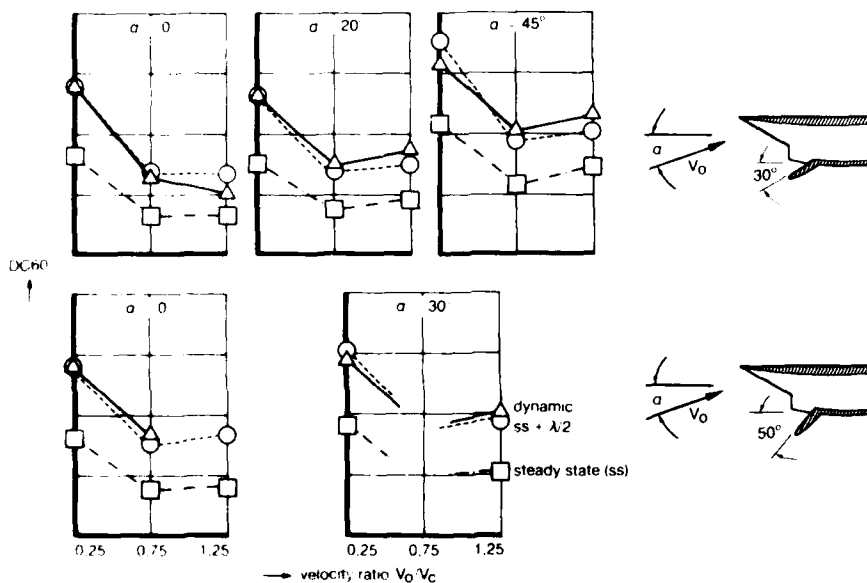 α 0
α 20
α 45°
α
V₀
30°
DC60
α 0
α 30°
dynamic
ss + λ/2
steady state (ss)
α
V₀
50°
0.25 0.75 1.25
0.25 0.75 1.25
velocity ratio V₀/Vc